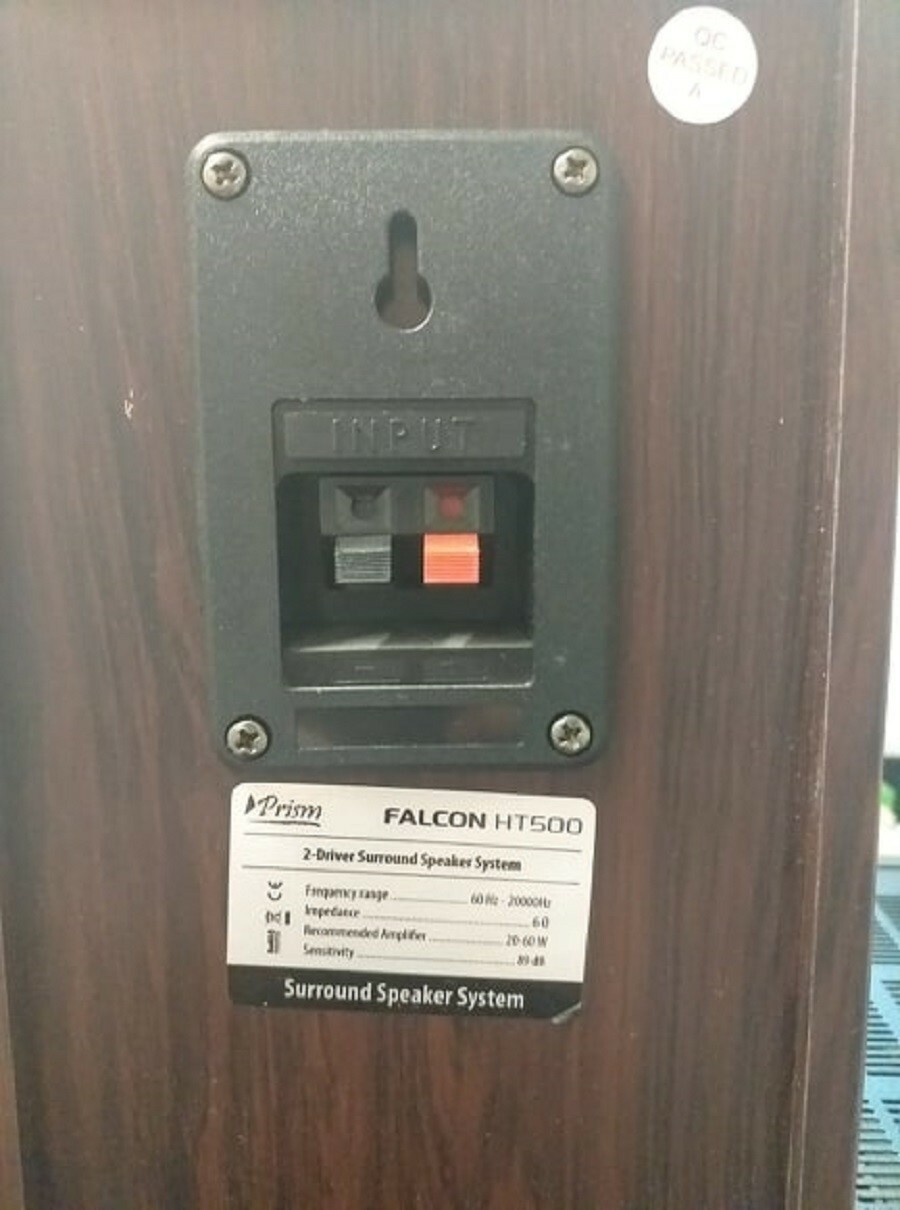 QC
PASSED
A
INPUT
Prism
FALCON HT500
2-Driver Surround Speaker System
Frequency range 60 Hz - 20000Hz
Impedance 6 Ω
Recommended Amplifier 20-60 W
Sensitivity 89 dB
CE
Surround Speaker System